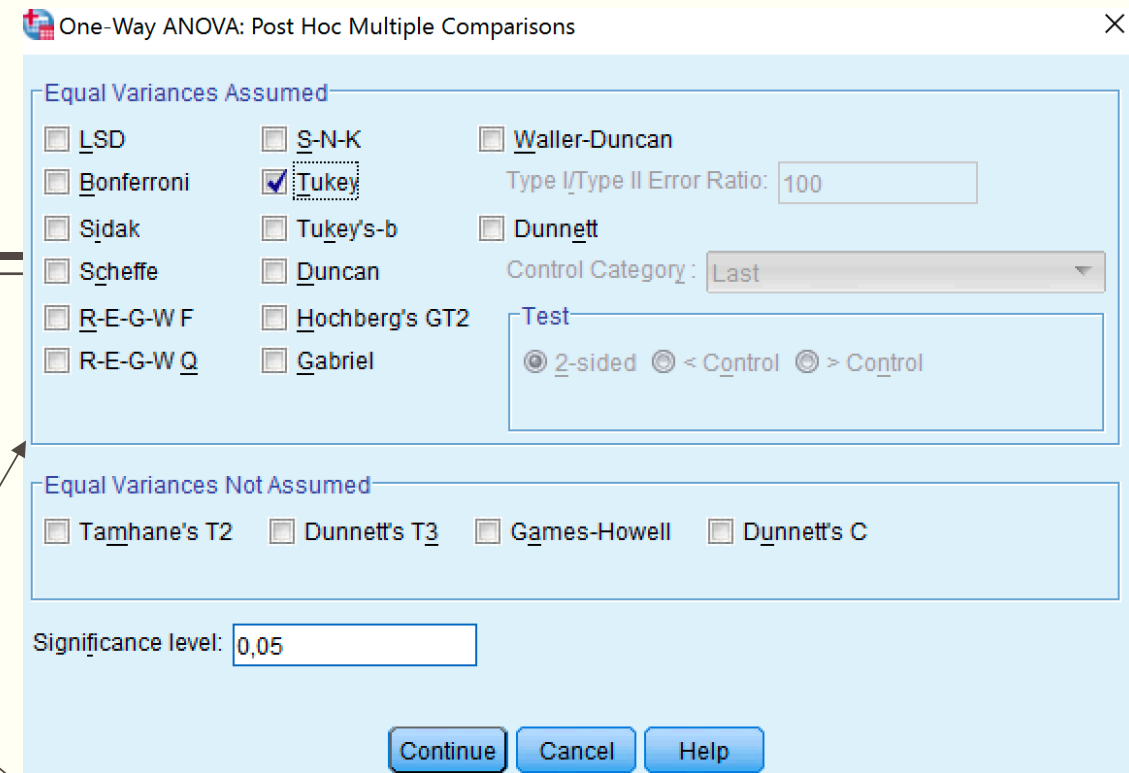 One-Way ANOVA: Post Hoc Multiple Comparisons
Equal Variances Assumed
LSD S-N-K Waller-Duncan
Bonferroni Tukey Type I/Type II Error Ratio: 100
Sidak Tukey's-b Dunnett
Scheffe Duncan Control Category : Last
R-E-G-W F Hochberg's GT2 Test
R-E-G-W Q Gabriel 2-sided < Control > Control
Equal Variances Not Assumed
Tamhane's T2 Dunnett's T3 Games-Howell Dunnett's C
Significance level: 0,05
Continue Cancel Help